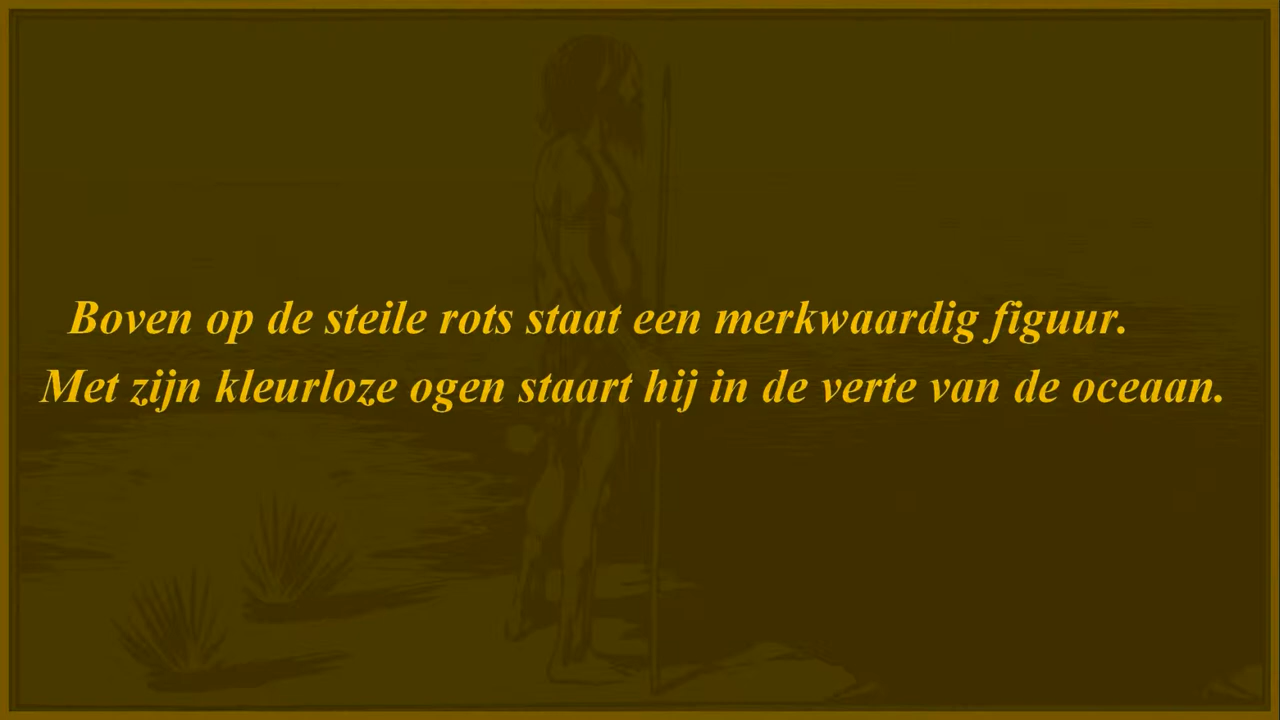 Boven op de steile rots staat een merkwaardig figuur.
Met zijn kleurloze ogen staart hij in de verte van de oceaan.